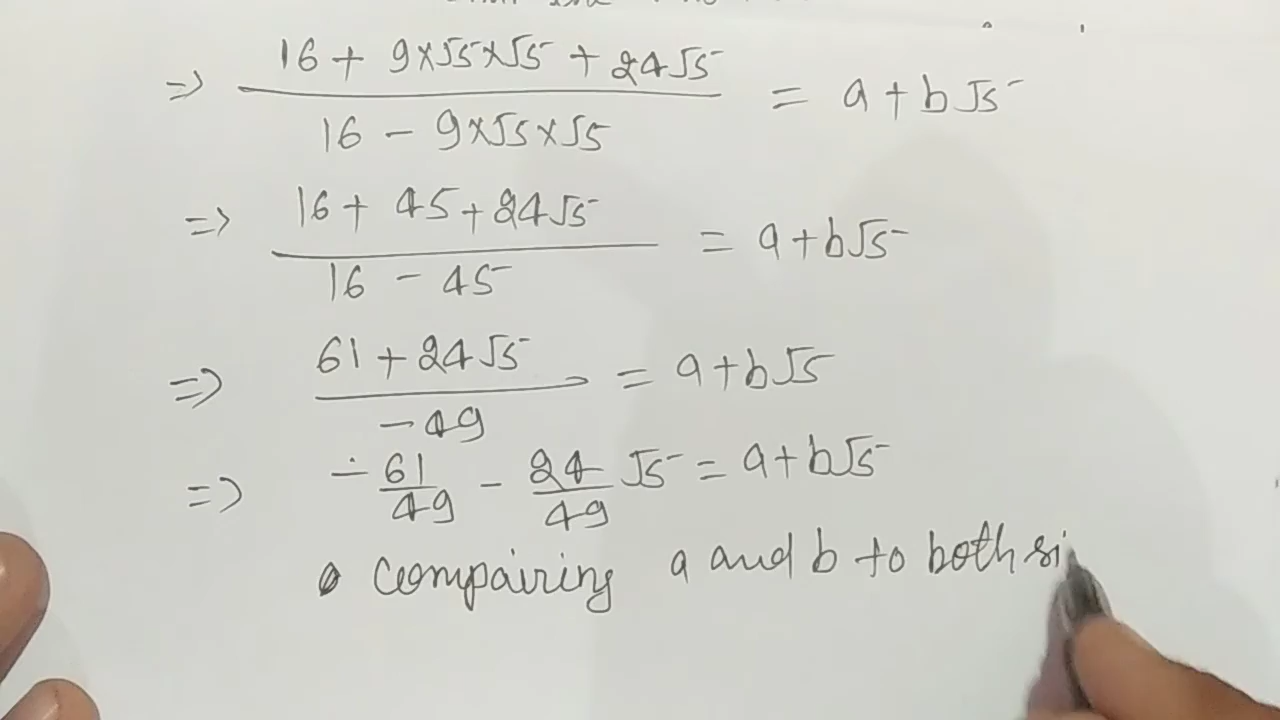 => (16 + 9×√5×√5 + 24√5) / (16 - 9×√5×√5) = a+b√5
=> (16 + 45 + 24√5) / (16 - 45) = a+b√5
=> (61 + 24√5) / (-49) = a+b√5
=> -61/49 - 24/49 √5 = a+b√5
compairing a and b to both si